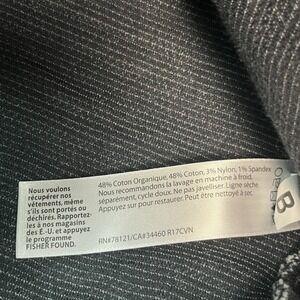 Nous voulons
récupérer nos
vêtements, même
s'ils sont portés ou
déchirés. Rapportez-
les à nos magasins
des É.-U. et appuyez
le programme
FISHER FOUND.
48% Coton Organique, 48% Coton, 3% Nylon, 1% Spandex
Nous recommandons la lavage en machine à froid,
séparément, cycle doux. Ne pas javelliser. Ligne sèche
Appuyez sur pour restaurer. Peut être nettoyé sec.
RN#78121/CA#34460 R17CVN
B